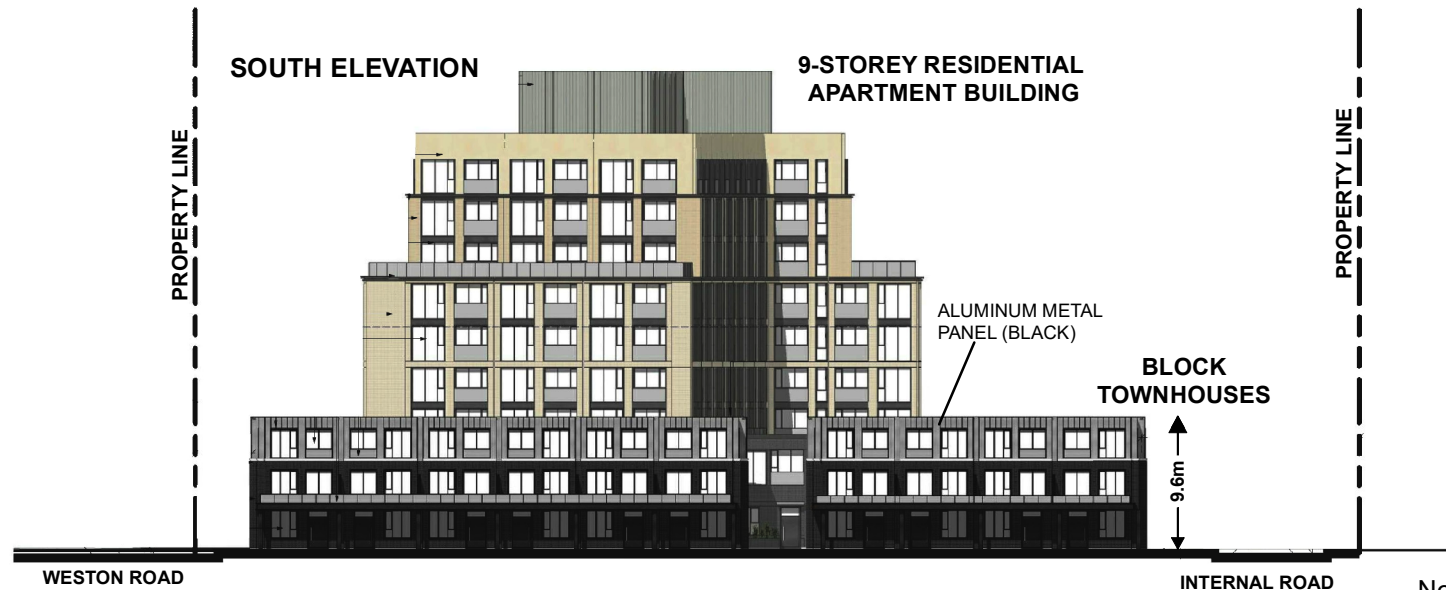 SOUTH ELEVATION
9-STOREY RESIDENTIAL
APARTMENT BUILDING
PROPERTY LINE
PROPERTY LINE
ALUMINUM METAL
PANEL (BLACK)
BLOCK
TOWNHOUSES
9.6m
WESTON ROAD
INTERNAL ROAD